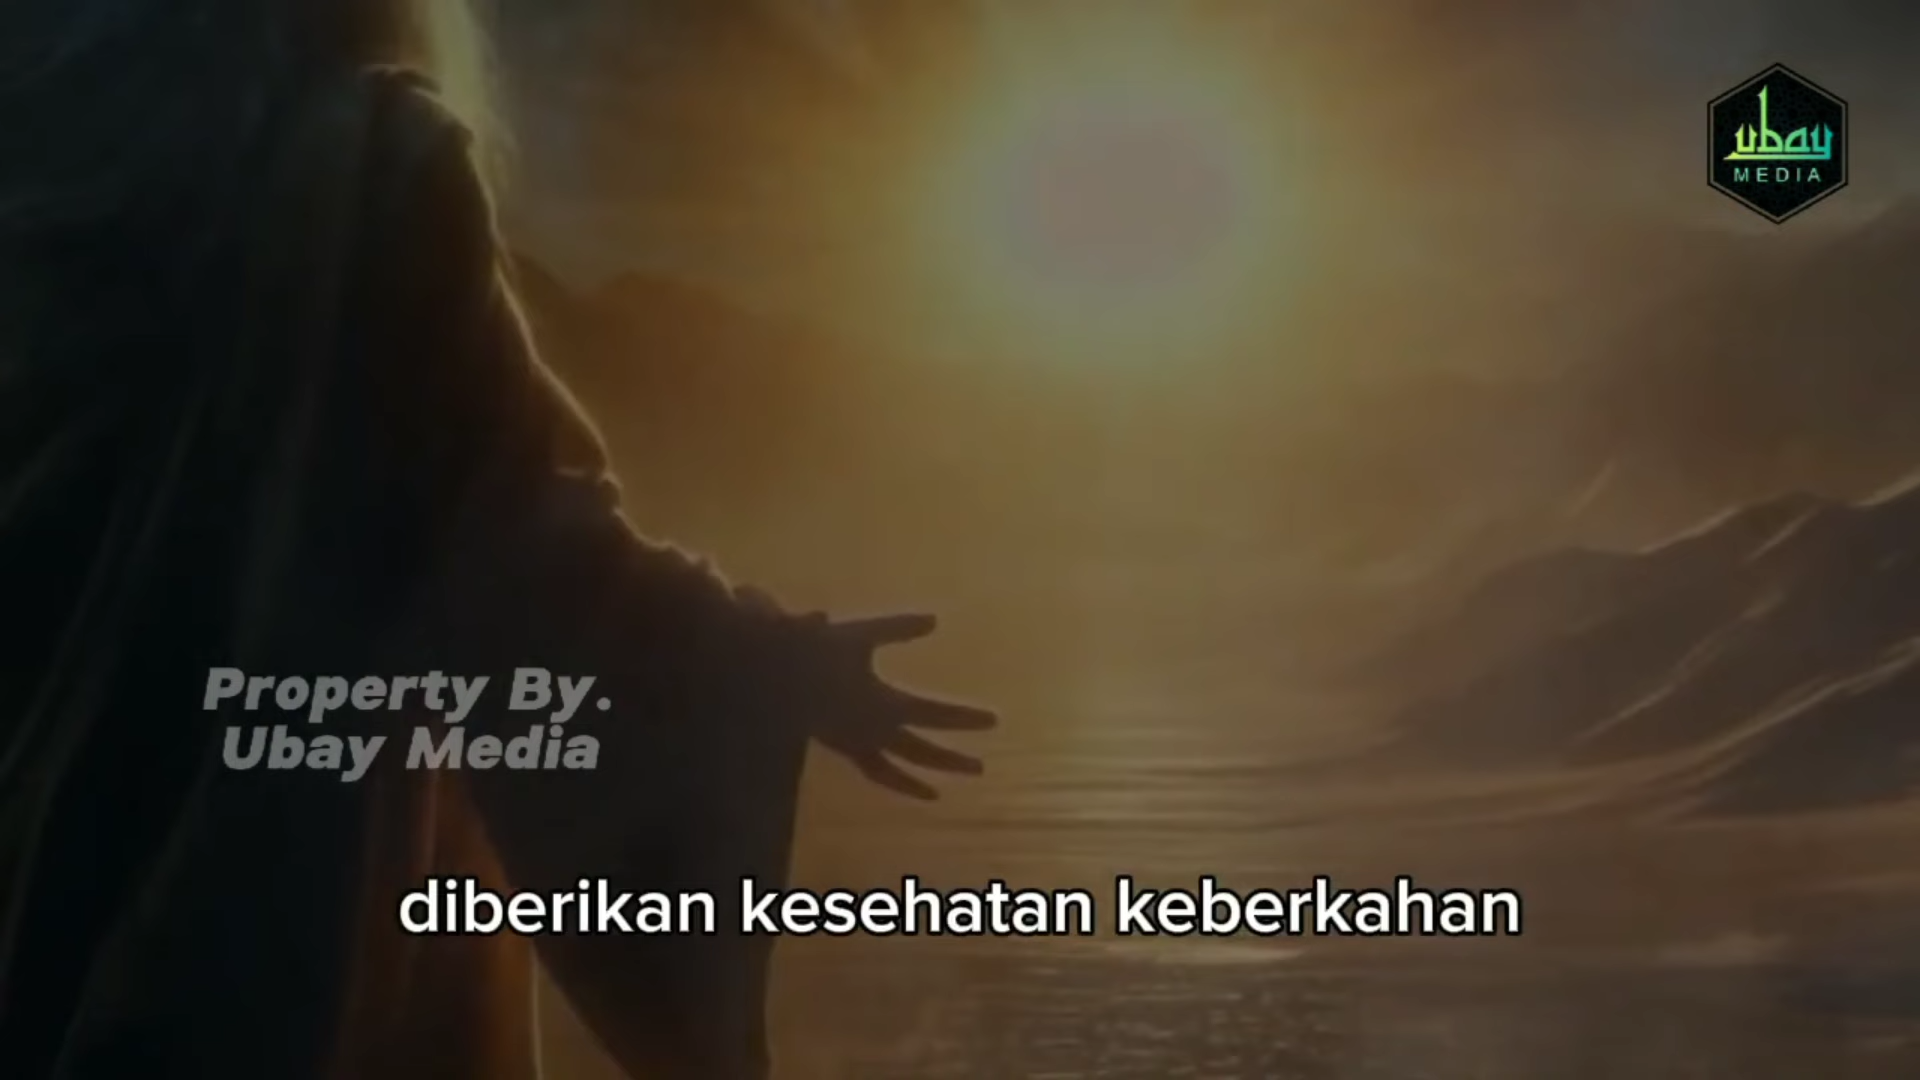 ubay
MEDIA
Property By.
Ubay Media
diberikan kesehatan keberkahan